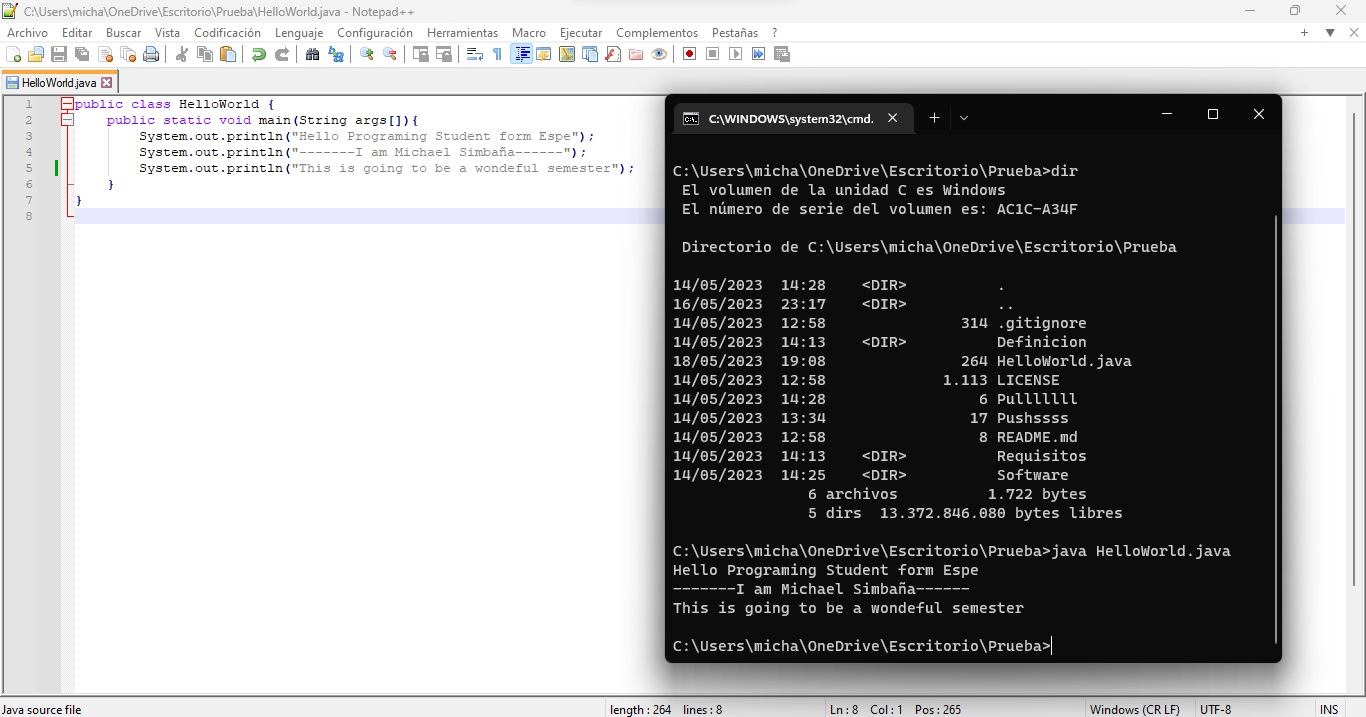 C:\Users\micha\OneDrive\Escritorio\Prueba\HelloWorld.java - Notepad++
Archivo Editar Buscar Vista Codificación Lenguaje Configuración Herramientas Macro Ejecutar Complementos Pestañas ?
HelloWorld.java
1 public class HelloWorld {
2 public static void main(String args[]){
3 System.out.println("Hello Programing Student form Espe");
4 System.out.println("-------I am Michael Simbaña------");
5 System.out.println("This is going to be a wondeful semester");
6 }
7 }
8
C:\WINDOWS\system32\cmd.
C:\Users\micha\OneDrive\Escritorio\Prueba>dir
El volumen de la unidad C es Windows
El número de serie del volumen es: AC1C-A34F
Directorio de C:\Users\micha\OneDrive\Escritorio\Prueba
14/05/2023 14:28 <DIR> .
16/05/2023 23:17 <DIR> ..
14/05/2023 12:58 314 .gitignore
14/05/2023 14:13 <DIR> Definicion
18/05/2023 19:08 264 HelloWorld.java
14/05/2023 12:58 1.113 LICENSE
14/05/2023 14:28 6 Pulllllll
14/05/2023 13:34 17 Pushssss
14/05/2023 12:58 8 README.md
14/05/2023 14:13 <DIR> Requisitos
14/05/2023 14:25 <DIR> Software
6 archivos 1.722 bytes
5 dirs 13.372.846.080 bytes libres
C:\Users\micha\OneDrive\Escritorio\Prueba>java HelloWorld.java
Hello Programing Student form Espe
-------I am Michael Simbaña------
This is going to be a wondeful semester
C:\Users\micha\OneDrive\Escritorio\Prueba>
Java source file length : 264 lines : 8 Ln : 8 Col : 1 Pos : 265 Windows (CR LF) UTF-8 INS